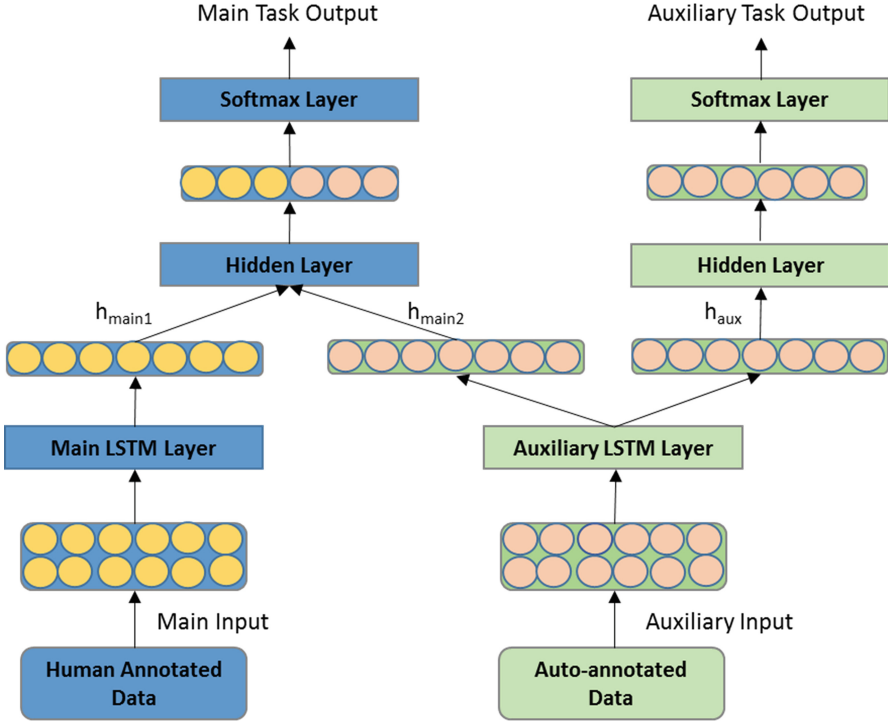 Main Task Output
Auxiliary Task Output
Softmax Layer
Softmax Layer
Hidden Layer
Hidden Layer
hmain1
hmain2
haux
Main LSTM Layer
Auxiliary LSTM Layer
Main Input
Auxiliary Input
Human Annotated
Data
Auto-annotated
Data